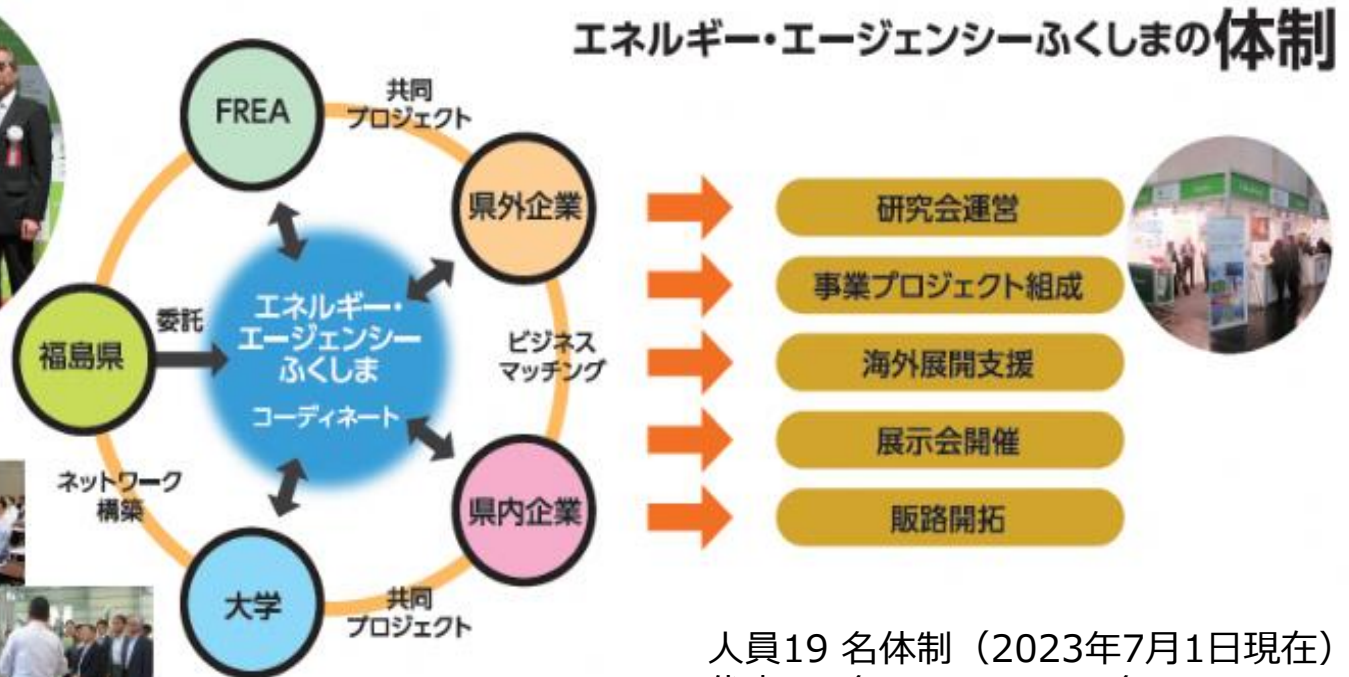 エネルギー・エージェンシーふくしまの体制
FREA
共同
プロジェクト
県外企業
福島県
委託
エネルギー・
エージェンシー
ふくしま
コーディネート
ビジネス
マッチング
ネットワーク
構築
県内企業
大学
共同
プロジェクト
研究会運営
事業プロジェクト組成
海外展開支援
展示会開催
販路開拓
人員19 名体制（2023年7月1日現在）